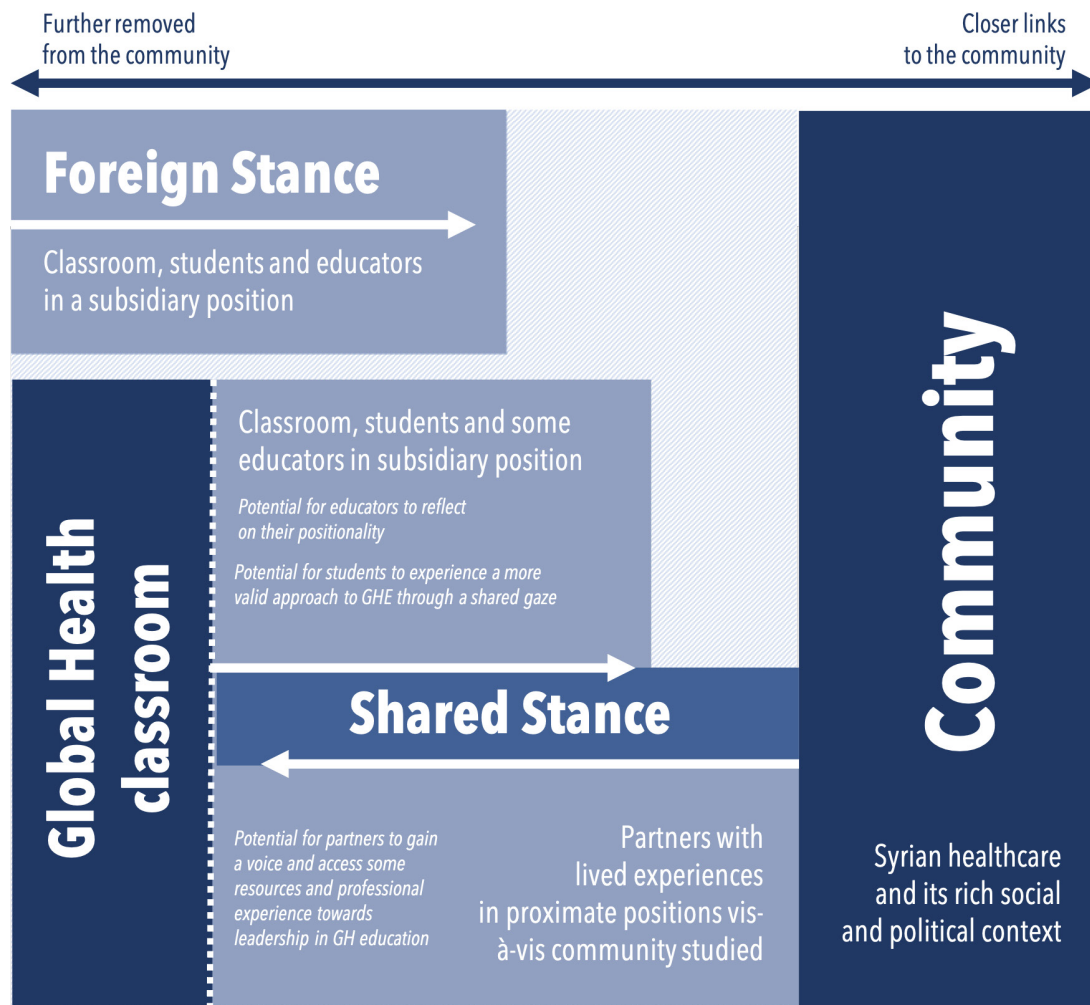 Further removed
from the community
Closer links
to the community
Foreign Stance
Classroom, students and educators
in a subsidiary position
Global Health
classroom
Classroom, students and some
educators in subsidiary position
Potential for educators to reflect
on their positionality
Potential for students to experience a more
valid approach to GHE through a shared gaze
Shared Stance
Potential for partners to gain
a voice and access some
resources and professional
experience towards
leadership in GH education
Partners with
lived experiences
in proximate positions vis-
à-vis community studied
Community
Syrian healthcare
and its rich social
and political context